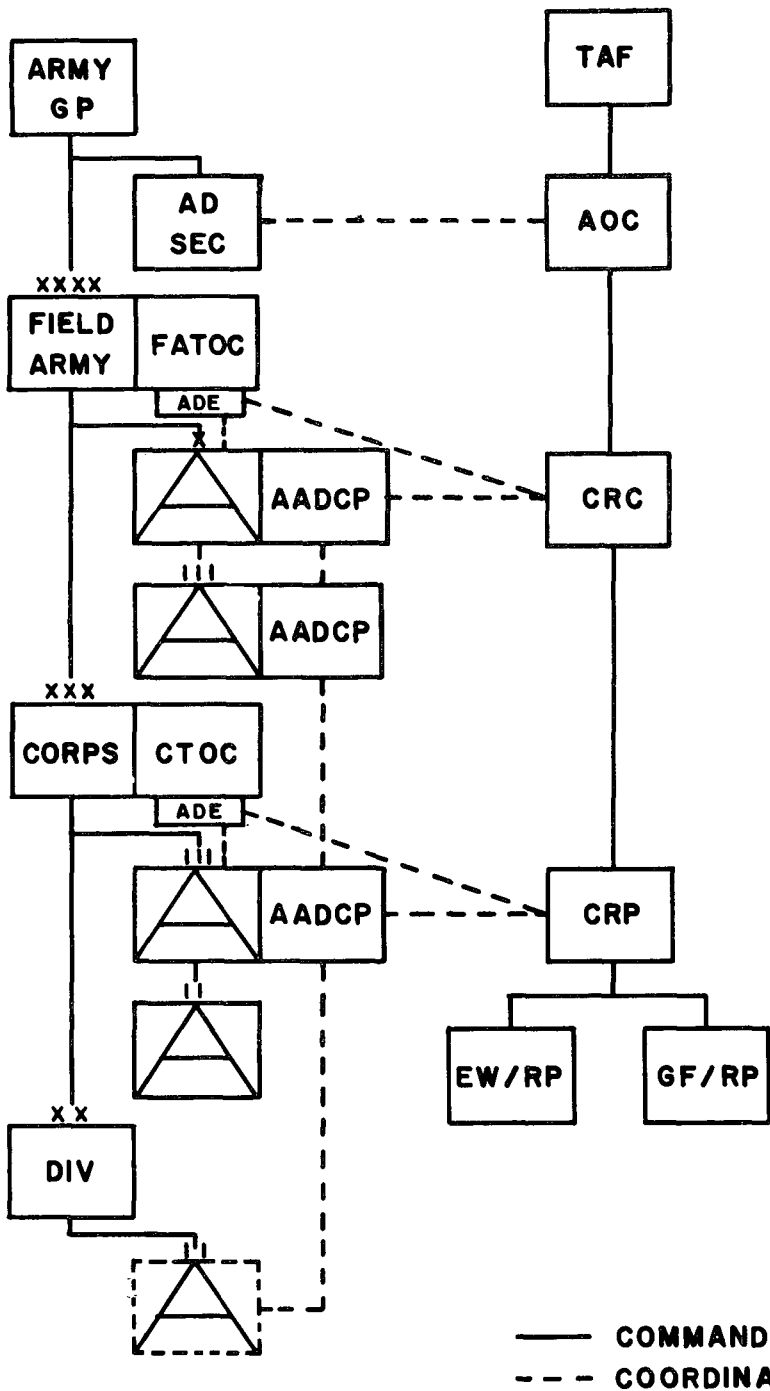 ARMY
GP
TAF
AD
SEC
AOC
XXXX
FIELD
ARMY
FATOC
ADE
X
AADCP
CRC
III
AADCP
XXX
CORPS
CTOC
ADE
III
AADCP
CRP
II
EW/RP
GF/RP
XX
DIV
II
COMMAND
COORDINA